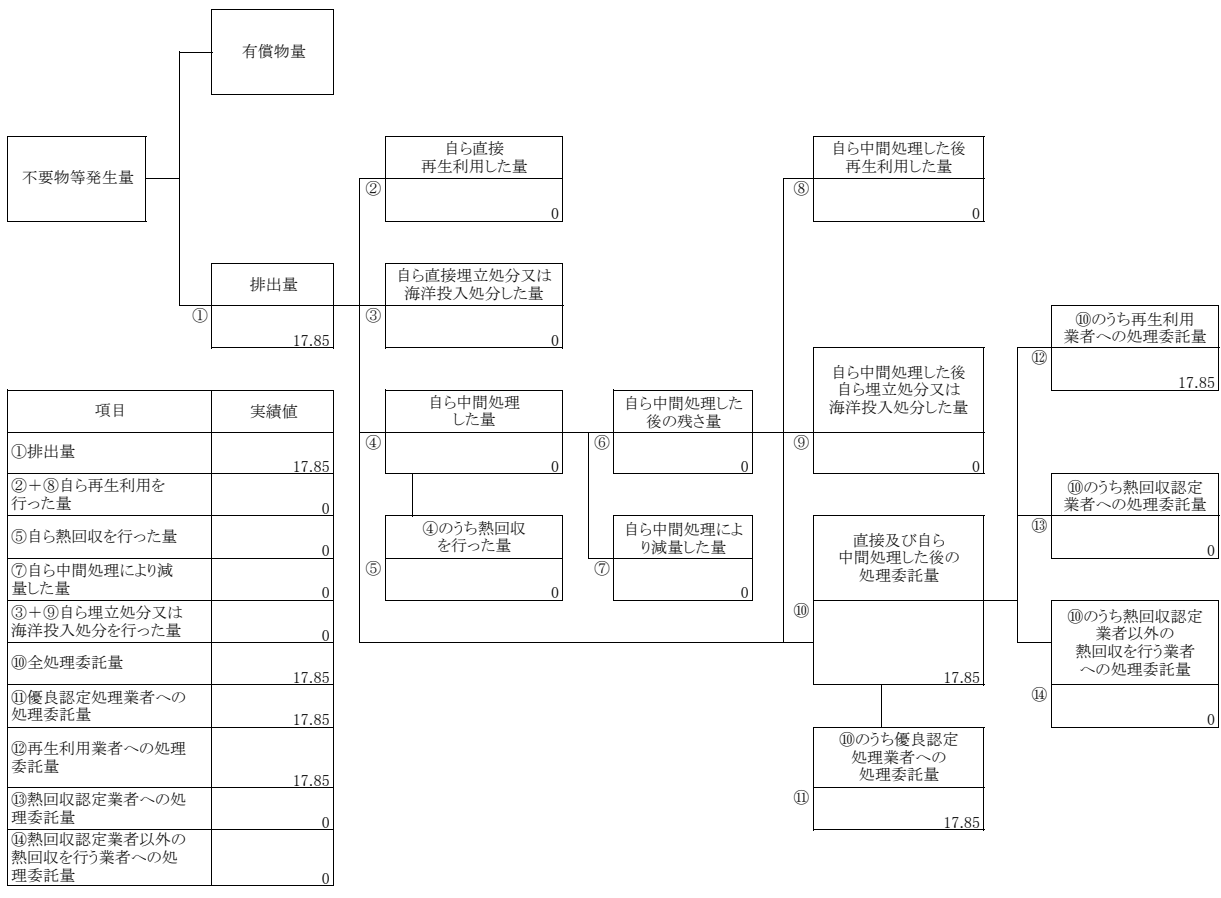 有償物量
不要物等発生量
排出量
①
17.85
自ら直接
再生利用した量
②
0
自ら直接埋立処分又は
海洋投入処分した量
③
0
自ら中間処理
した量
④
0
④のうち熱回収
を行った量
⑤
0
自ら中間処理した
後の残さ量
⑥
0
自ら中間処理によ
り減量した量
⑦
0
自ら中間処理した後
再生利用した量
⑧
0
自ら中間処理した後
自ら埋立処分又は
海洋投入処分した量
⑨
0
直接及び自ら
中間処理した後の
処理委託量
⑩
17.85
⑩のうち優良認定
処理業者への
処理委託量
⑪
17.85
⑩のうち再生利用
業者への処理委託量
⑫
17.85
⑩のうち熱回収認定
業者への処理委託量
⑬
0
⑩のうち熱回収認定
業者以外の
熱回収を行う業者
への処理委託量
⑭
0
項目 実績値
①排出量
17.85
②+⑧自ら再生利用を
行った量
0
⑤自ら熱回収を行った量
0
⑦自ら中間処理により減
量した量
0
③+⑨自ら埋立処分又は
海洋投入処分を行った量
0
⑩全処理委託量
17.85
⑪優良認定処理業者への
処理委託量
17.85
⑫再生利用業者への処理
委託量
17.85
⑬熱回収認定業者への処
理委託量
0
⑭熱回収認定業者以外の
熱回収を行う業者への処
理委託量
0